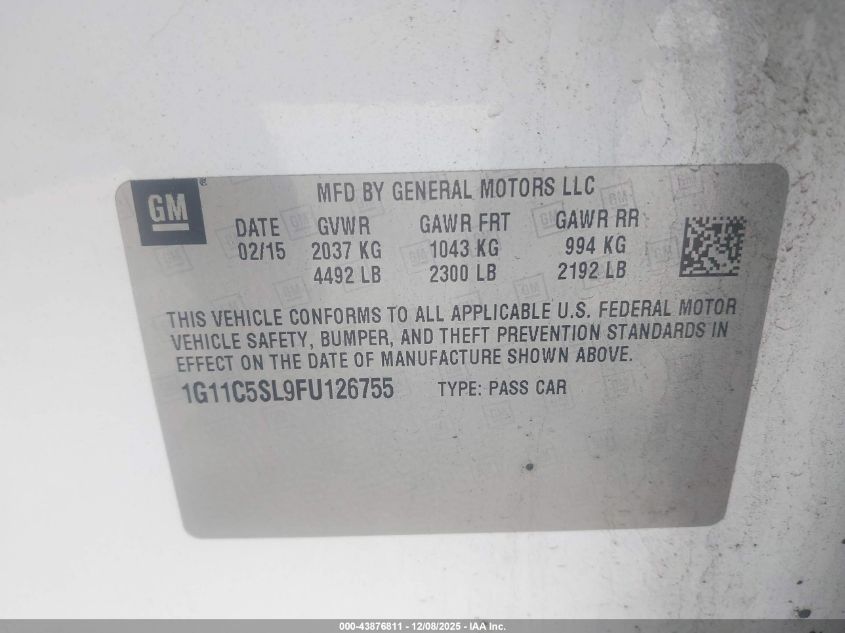 GM
MFD BY GENERAL MOTORS LLC
DATE GVWR GAWR FRT GAWR RR
02/15 2037 KG 1043 KG 994 KG
4492 LB 2300 LB 2192 LB
THIS VEHICLE CONFORMS TO ALL APPLICABLE U.S. FEDERAL MOTOR
VEHICLE SAFETY, BUMPER, AND THEFT PREVENTION STANDARDS IN
EFFECT ON THE DATE OF MANUFACTURE SHOWN ABOVE.
1G11C5SL9FU126755 TYPE: PASS CAR
000-43876811 - 12/08/2025 - IAA Inc.